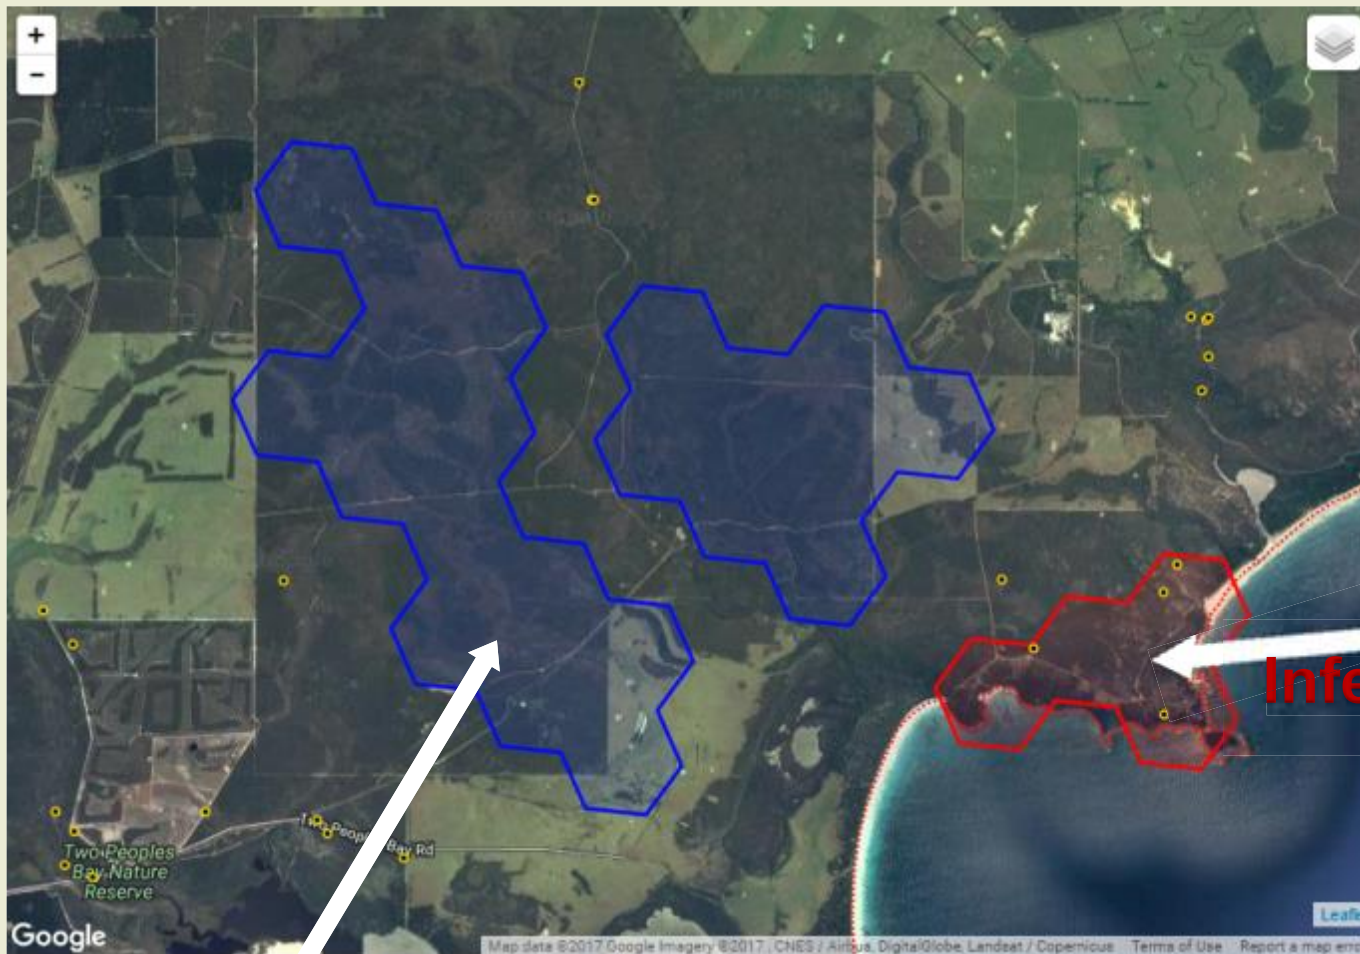 +
-
Infe
Two Peoples Bay Rd
Two Peoples
Bay Nature
Reserve
Leafle
Google
Map data ©2017 Google Imagery ©2017 , CNES / Airbus, DigitalGlobe, Landsat / Copernicus Terms of Use Report a map erro